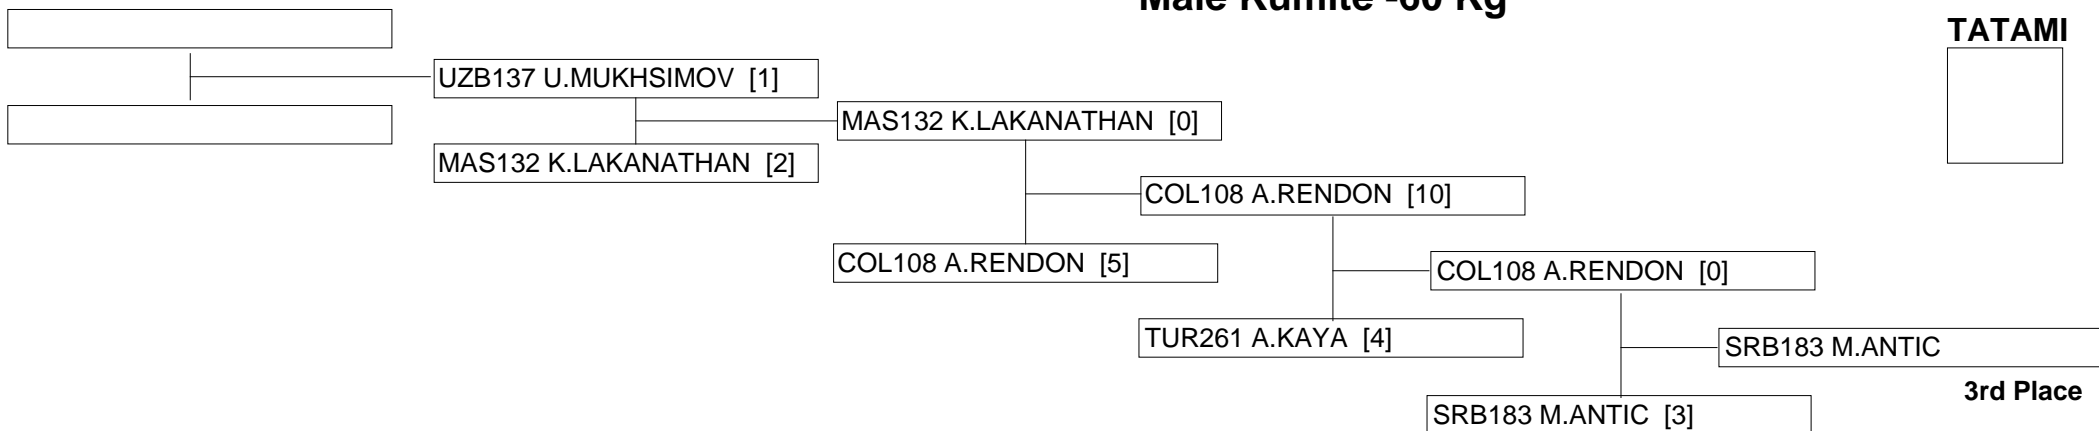 Male Kumite -60 Kg
TATAMI
UZB137 U.MUKHSIMOV [1]
MAS132 K.LAKANATHAN [0]
MAS132 K.LAKANATHAN [2]
COL108 A.RENDON [10]
COL108 A.RENDON [5]
COL108 A.RENDON [0]
TUR261 A.KAYA [4]
SRB183 M.ANTIC
3rd Place
SRB183 M.ANTIC [3]